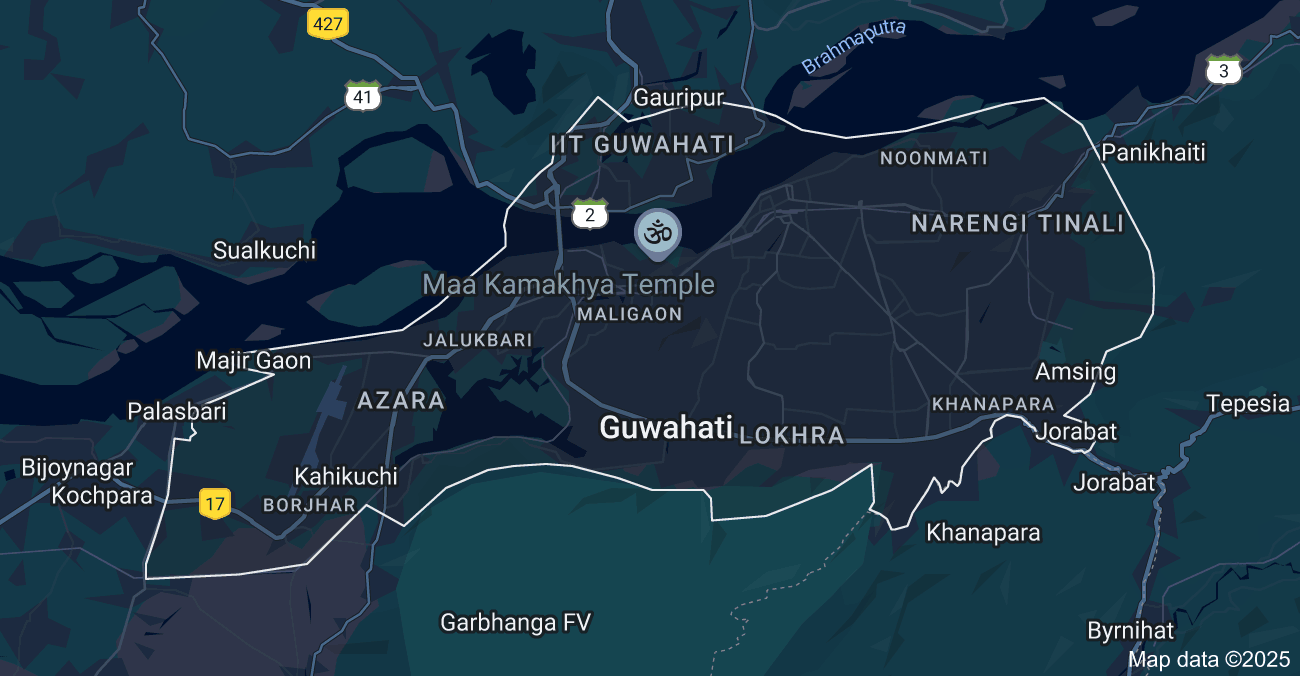 427
Brahmaputra
3
41
Gauripur
IIT GUWAHATI
NOONMATI
Panikhaiti
2
ॐ
NARENGI TINALI
Sualkuchi
Maa Kamakhya Temple
MALIGAON
JALUKBARI
Majir Gaon
Amsing
AZARA
KHANAPARA
Tepesia
Palasbari
Guwahati
LOKHRA
Jorabat
Bijoynagar
Kahikuchi
Jorabat
Kochpara
17
BORJHAR
Khanapara
Garbhanga FV
Byrnihat
Map data ©2025